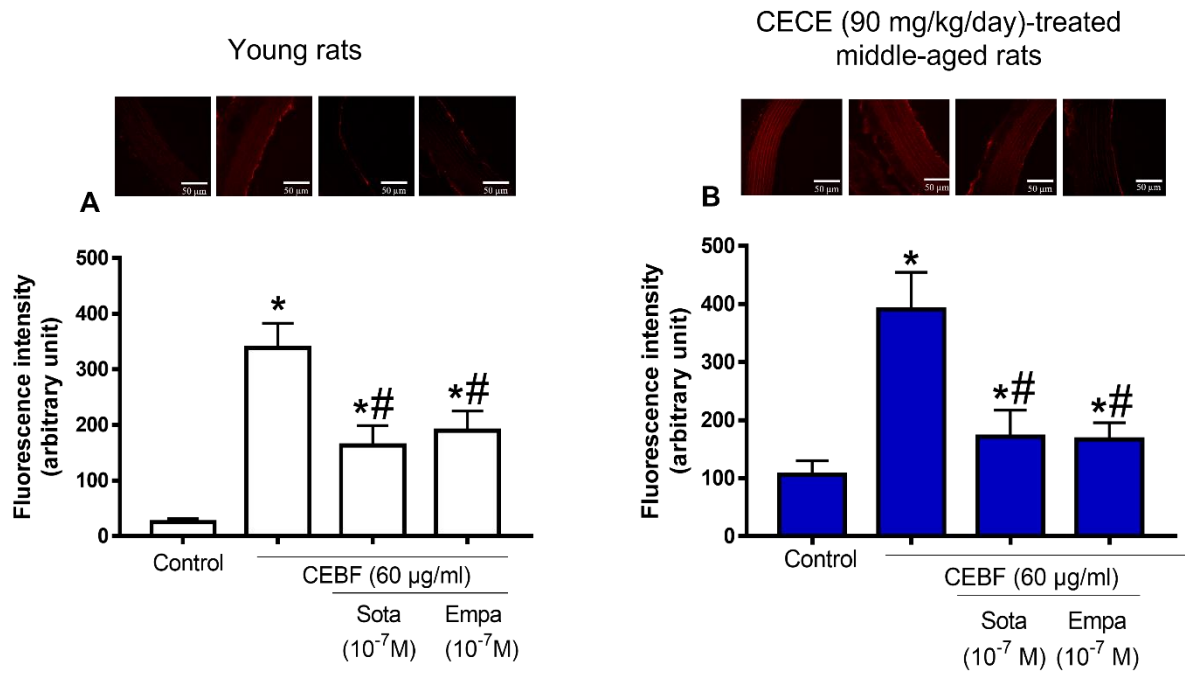 Young rats
50 µm
50 µm
50 µm
50 µm
A
Fluorescence intensity
(arbitrary unit)
500
400
300
200
100
0
*
*#
*#
Control
CEBF (60 µg/ml)
Sota
(10⁻⁷M)
Empa
(10⁻⁷M)
CECE (90 mg/kg/day)-treated
middle-aged rats
50 µm
50 µm
50 µm
50 µm
B
Fluorescence intensity
(arbitrary unit)
500
400
300
200
100
0
*
*#
*#
Control
CEBF (60 µg/ml)
Sota
(10⁻⁷ M)
Empa
(10⁻⁷ M)